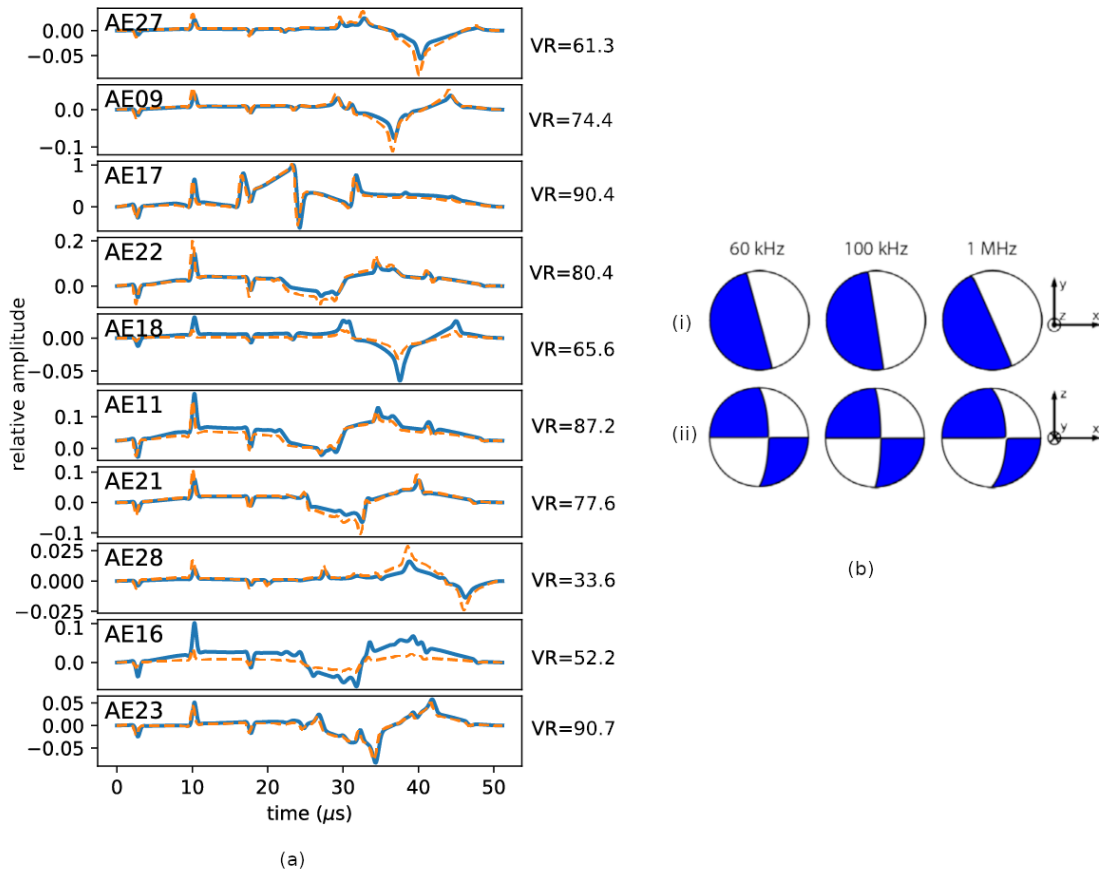 AE27
0.00
−0.05
VR=61.3
AE09
0.0
−0.1
VR=74.4
AE17
1
0
VR=90.4
AE22
0.2
0.0
VR=80.4
AE18
0.00
−0.05
VR=65.6
AE11
0.1
0.0
VR=87.2
AE21
0.1
0.0
−0.1
VR=77.6
AE28
0.025
0.000
−0.025
VR=33.6
AE16
0.1
0.0
VR=52.2
AE23
0.05
0.00
−0.05
VR=90.7
relative amplitude
0 10 20 30 40 50
time (μs)
(a)
60 kHz 100 kHz 1 MHz
(i)
y
z
x
(ii)
z
y
x
(b)